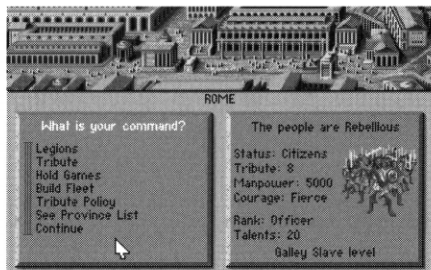 ROME
What is your command?
Legions
Tribute
Hold Games
Build Fleet
Tribute Policy
See Province List
Continue
The people are Rebellious
Status: Citizens
Tribute: 8
Manpower: 5000
Courage: Fierce
Rank: Officer
Talents: 20
Galley Slave level